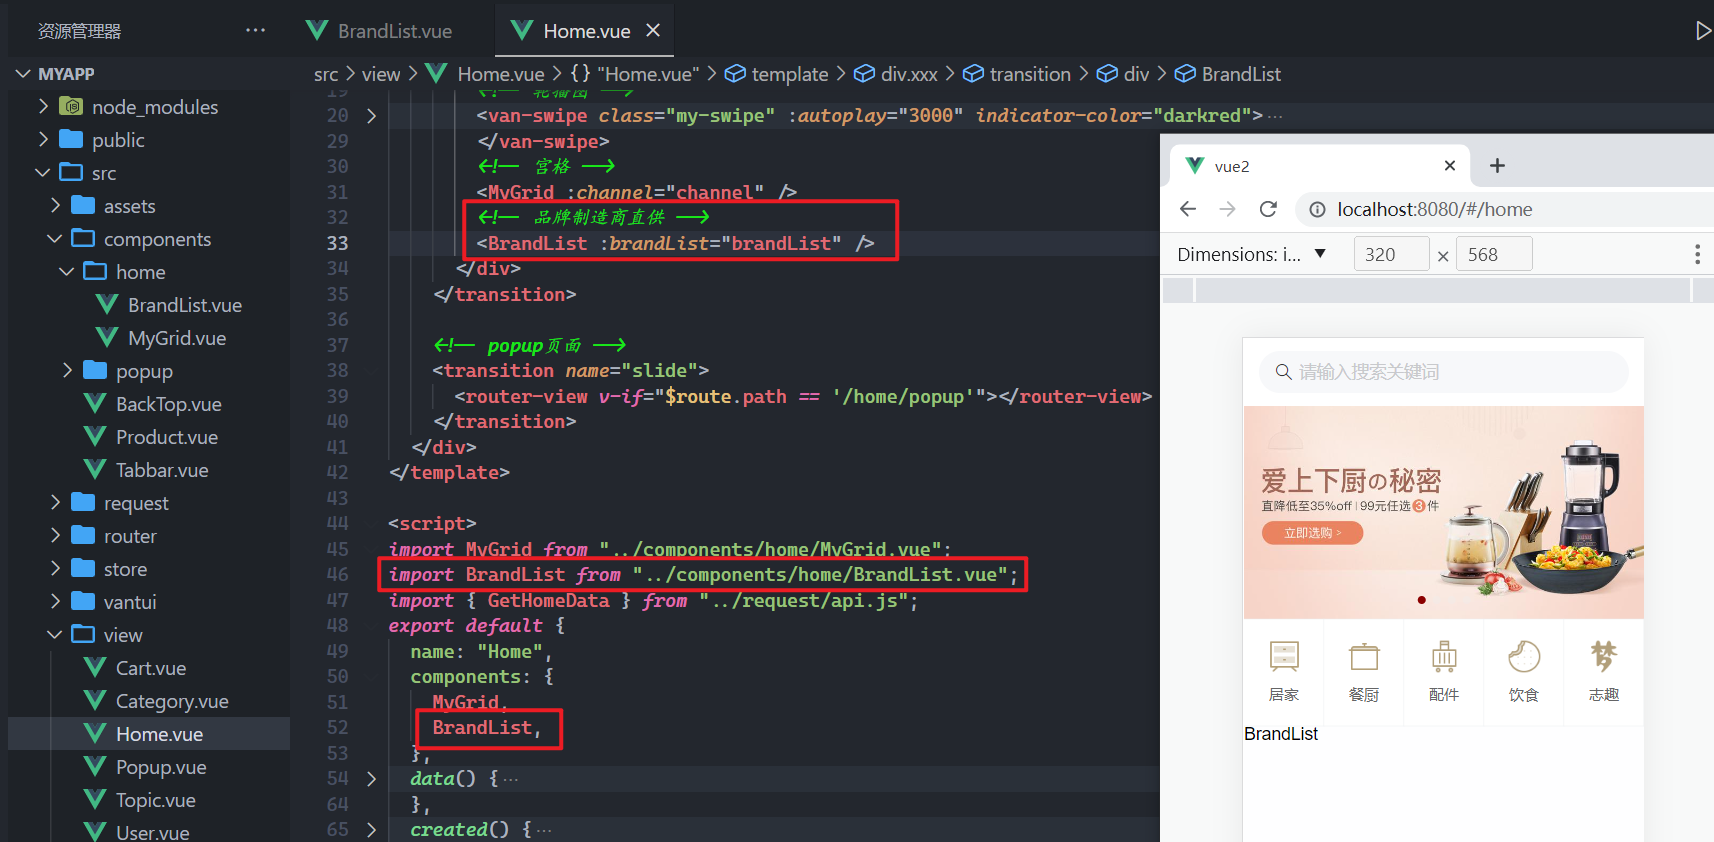 资源管理器 ···
BrandList.vue
Home.vue
MYAPP
node_modules
public
src
assets
components
home
BrandList.vue
MyGrid.vue
popup
BackTop.vue
Product.vue
Tabbar.vue
request
router
store
vantui
view
Cart.vue
Category.vue
Home.vue
Popup.vue
Topic.vue
User.vue
src > view > Home.vue > {} "Home.vue" > template > div.xxx > transition > div > BrandList
19 <!-- 轮播图 -->
20 <van-swipe class="my-swipe" :autoplay="3000" indicator-color="darkred">···
29 </van-swipe>
30 <!-- 宫格 -->
31 <MyGrid :channel="channel" />
32 <!-- 品牌制造商直供 -->
33 <BrandList :brandList="brandList" />
34 </div>
35 </transition>
36
37 <!-- popup页面 -->
38 <transition name="slide">
39 <router-view v-if="$route.path == '/home/popup'"></router-view>
40 </transition>
41 </div>
42 </template>
43
44 <script>
45 import MyGrid from "../components/home/MyGrid.vue";
46 import BrandList from "../components/home/BrandList.vue";
47 import { GetHomeData } from "../request/api.js";
48 export default {
49 name: "Home",
50 components: {
51 MyGrid,
52 BrandList,
53 },
54 data() {···
64 },
65 created() {···
vue2
localhost:8080/#/home
Dimensions: i... ▼ 320 × 568
请输入搜索关键词
爱上下厨の秘密
直降低至35%off | 99元任选3件
立即选购 >
居家 餐厨 配件 饮食 志趣
BrandList